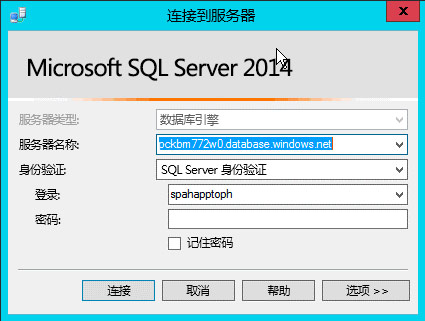 连接到服务器
Microsoft SQL Server 2014
服务器类型: 数据库引擎
服务器名称: pckbm772w0.database.windows.net
身份验证: SQL Server 身份验证
登录: spahapptoph
密码:
记住密码
连接 取消 帮助 选项 >>